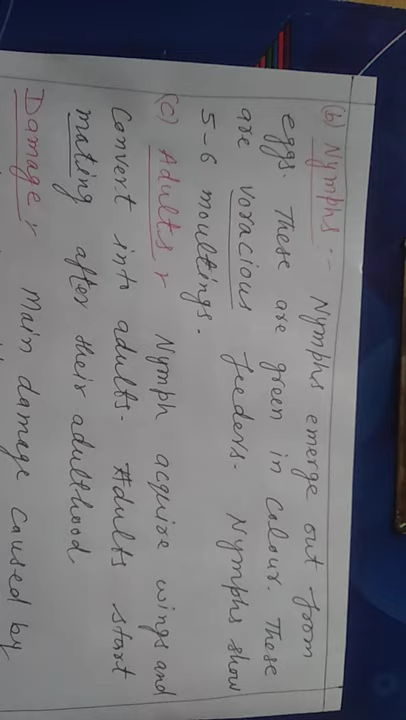 (b) Nymphs :- Nymphs emerge out from
eggs. These are green in colour. These
are voracious feeders. Nymphs show
5-6 moultings.
(c) Adults :- Nymph acquire wings and
convert into adults. Adults start
mating after their adulthood
Damage :- Main damage caused by